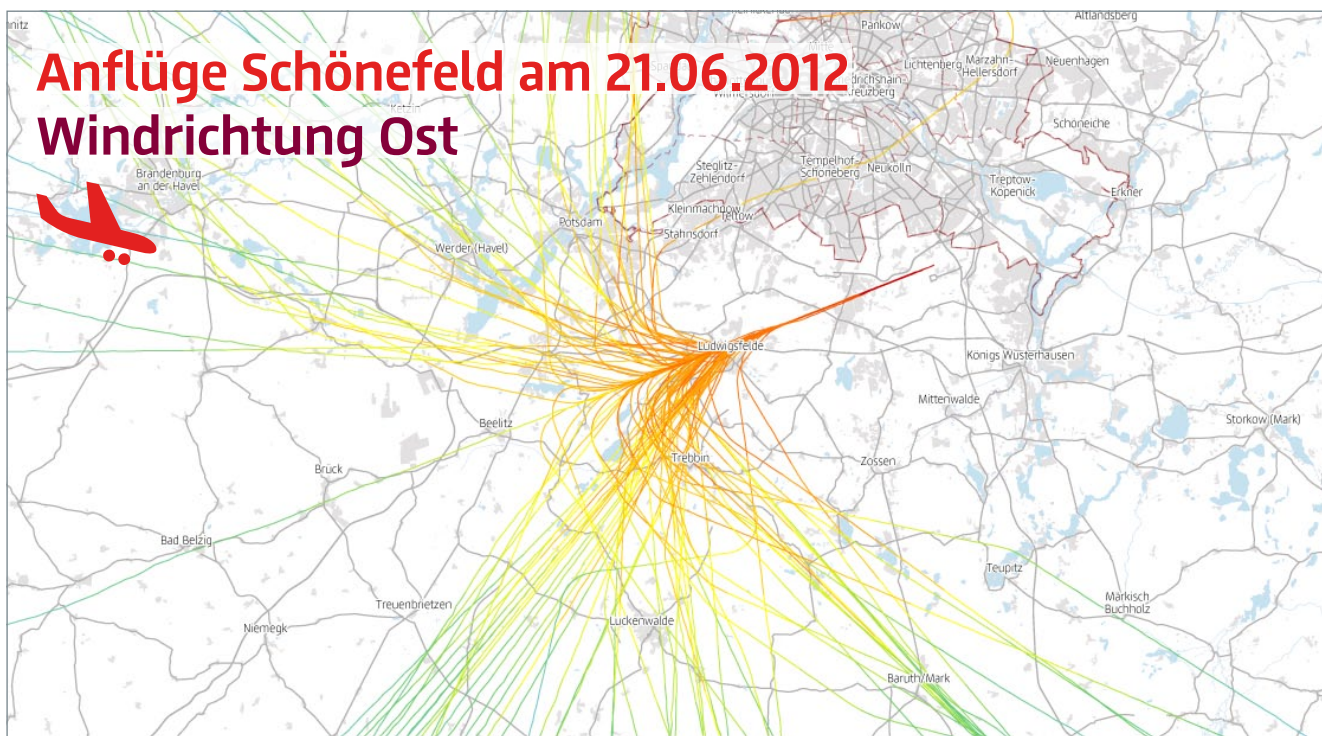 Anflüge Schönefeld am 21.06.2012
Windrichtung Ost
Pankow
Altlandsberg
Lichtenberg
Marzahn-
Hellersdorf
Neuenhagen
Schöneiche
Brandenburg
an der Havel
Steglitz-
Zehlendorf
Tempelhof-
Schöneberg
Neukölln
Treptow-
Köpenick
Erkner
Potsdam
Kleinmachnow
Teltow
Stahnsdorf
Werder (Havel)
Ludwigsfelde
Königs Wusterhausen
Mittenwalde
Storkow (Mark)
Beelitz
Trebbin
Zossen
Brück
Bad Belzig
Teupitz
Märkisch
Buchholz
Treuenbrietzen
Niemegk
Luckenwalde
Baruth/Mark